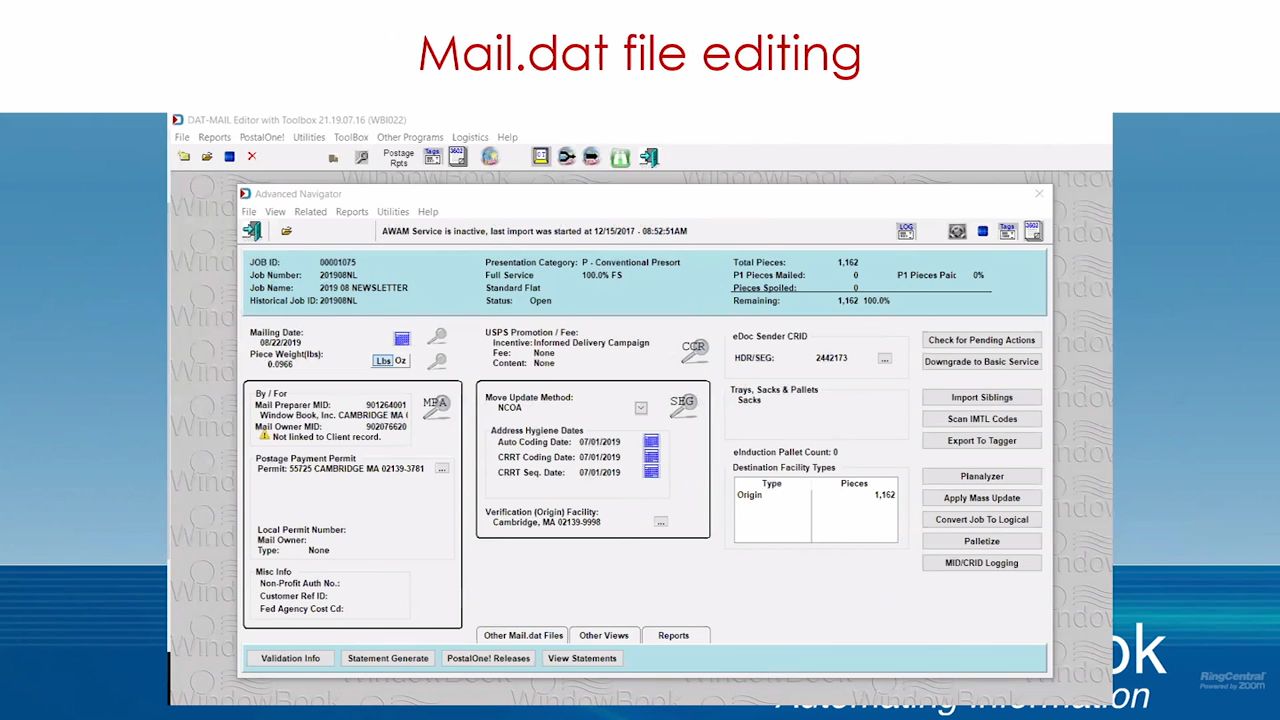 Mail.dat file editing
DAT-MAIL Editor with Toolbox 21.19.07.16 (WBI022)
File Reports PostalOne! Utilities ToolBox Other Programs Logistics Help
Postage Rpts Tags 3602
Advanced Navigator
File View Related Reports Utilities Help
AWAM Service is inactive, last import was started at 12/15/2017 - 08:52:51AM LOG Tags 3602
JOB ID: 00001075 Presentation Category: P - Conventional Presort Total Pieces: 1,162
Job Number: 201908NL Full Service 100.0% FS P1 Pieces Mailed: 0 P1 Pieces Paic 0%
Job Name: 2019 08 NEWSLETTER Standard Flat Pieces Spoiled: 0
Historical Job ID: 201908NL Status: Open Remaining: 1,162 100.0%
Mailing Date:
08/22/2019
Piece Weight(lbs):
0.0966
Lbs Oz
USPS Promotion / Fee:
Incentive: Informed Delivery Campaign
Fee: None
Content: None
CCR
eDoc Sender CRID
HDR/SEG: 2442173 ...
Check for Pending Actions
Downgrade to Basic Service
By / For
Mail Preparer MID: 901264001
Window Book, Inc. CAMBRIDGE MA (
Mail Owner MID: 902076620
Not linked to Client record.
MPA
Postage Payment Permit
Permit: 55725 CAMBRIDGE MA 02139-3781 ...
Local Permit Number:
Mail Owner:
Type: None
Misc Info
Non-Profit Auth No.:
Customer Ref ID:
Fed Agency Cost Cd:
Move Update Method:
NCOA
SEG
Address Hygiene Dates
Auto Coding Date: 07/01/2019
CRRT Coding Date: 07/01/2019
CRRT Seq. Date: 07/01/2019
Verification (Origin) Facility:
Cambridge, MA 02139-9998 ...
Trays, Sacks & Pallets
Sacks
eInduction Pallet Count: 0
Destination Facility Types
Type Pieces
Origin 1,162
Import Siblings
Scan IMTL Codes
Export To Tagger
Planalyzer
Apply Mass Update
Convert Job To Logical
Palletize
MID/CRID Logging
Other Mail.dat Files Other Views Reports
Validation Info Statement Generate PostalOne! Releases View Statements
WindowBook
ok
Automating Information
RingCentral
Powered by zoom